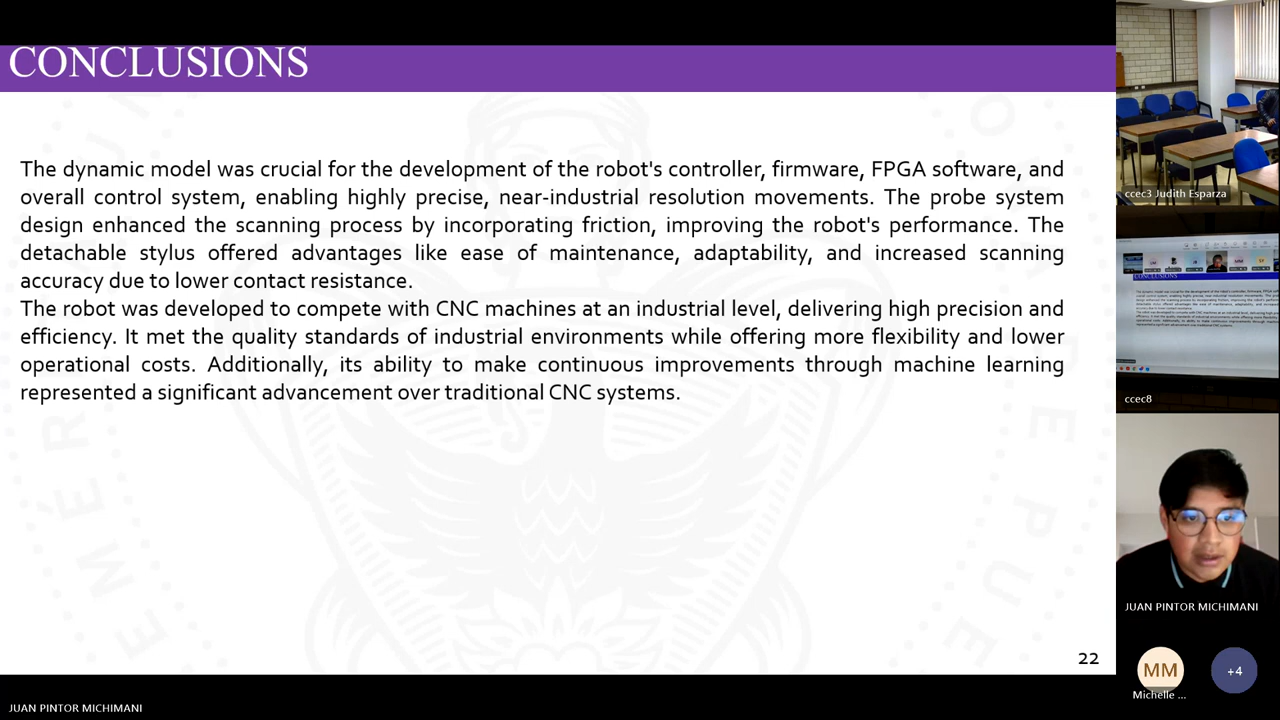 CONCLUSIONS
The dynamic model was crucial for the development of the robot's controller, firmware, FPGA software, and
overall control system, enabling highly precise, near-industrial resolution movements. The probe system
design enhanced the scanning process by incorporating friction, improving the robot's performance. The
detachable stylus offered advantages like ease of maintenance, adaptability, and increased scanning
accuracy due to lower contact resistance.
The robot was developed to compete with CNC machines at an industrial level, delivering high precision and
efficiency. It met the quality standards of industrial environments while offering more flexibility and lower
operational costs. Additionally, its ability to make continuous improvements through machine learning
represented a significant advancement over traditional CNC systems.
22
JUAN PINTOR MICHIMANI
ccec3 Judith Esparza
ccec8
JUAN PINTOR MICHIMANI
MM
+4
Michelle ...